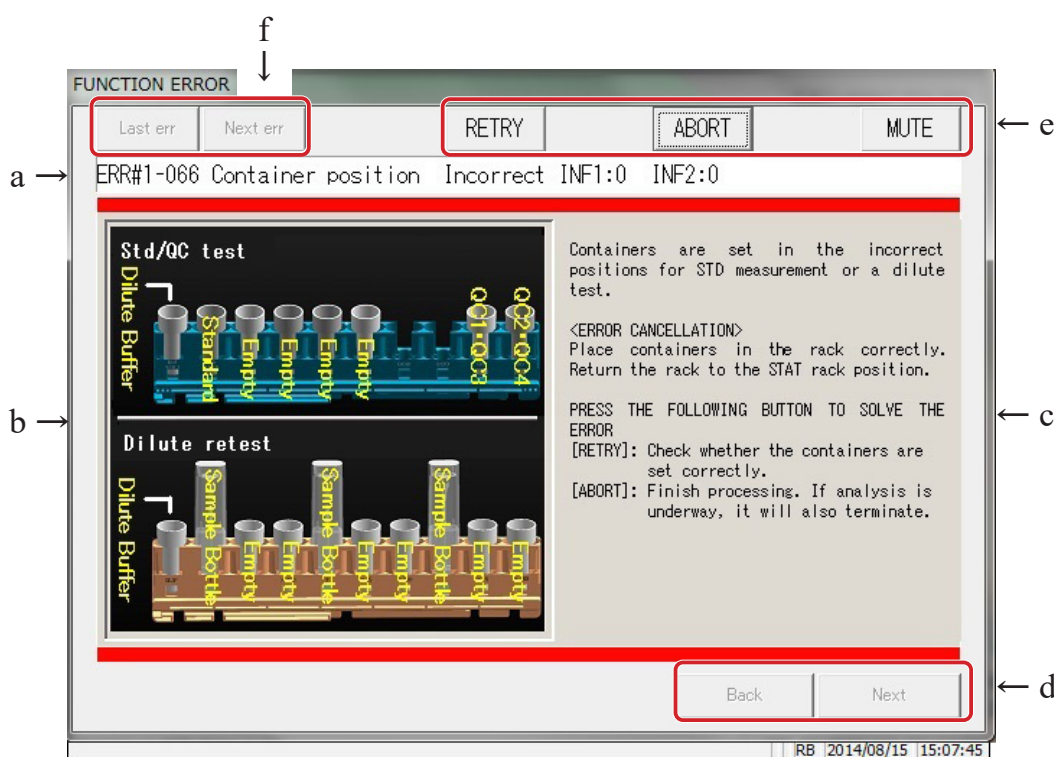 f
↓
FUNCTION ERROR
Last err Next err RETRY ABORT MUTE ← e
a → ERR#1-066 Container position Incorrect INF1:0 INF2:0
Std/QC test
Dilute Buffer
Standard
Empty
Empty
Empty
Empty
QC1・QC3
QC2・QC4
b →
Dilute retest
Dilute Buffer
Sample Bottle
Empty
Empty
Sample Bottle
Empty
Empty
Sample Bottle
Empty
Empty
Containers are set in the incorrect
positions for STD measurement or a dilute
test.
<ERROR CANCELLATION>
Place containers in the rack correctly.
Return the rack to the STAT rack position.
PRESS THE FOLLOWING BUTTON TO SOLVE THE
ERROR
[RETRY]: Check whether the containers are
set correctly.
[ABORT]: Finish processing. If analysis is
underway, it will also terminate.
← c
Back Next ← d
RB 2014/08/15 15:07:45